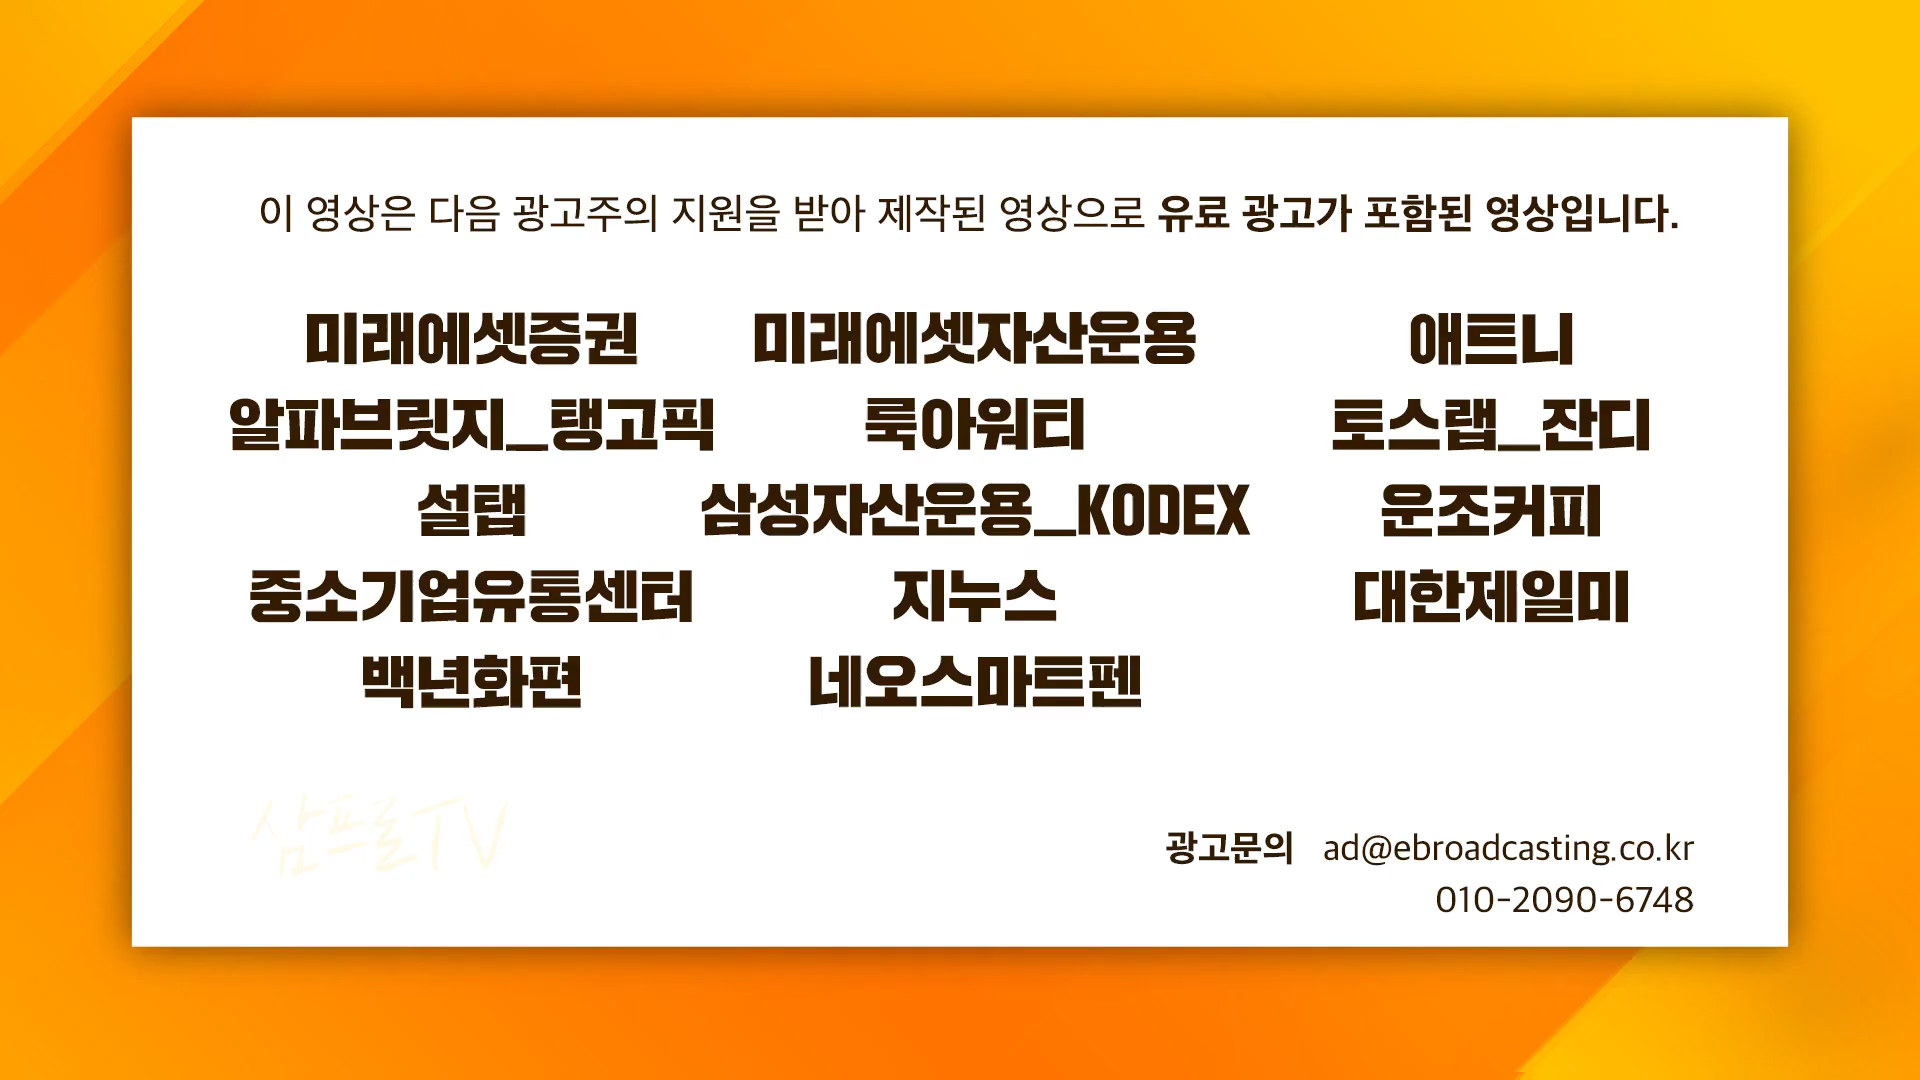 이 영상은 다음 광고주의 지원을 받아 제작된 영상으로 유료 광고가 포함된 영상입니다.
미래에셋증권 미래에셋자산운용 애트니
알파브릿지_탱고픽 룩아워티 토스랩_잔디
설탭 삼성자산운용_KODEX 운조커피
중소기업유통센터 지누스 대한제일미
백년화편 네오스마트펜
삼프로TV
광고문의 ad@ebroadcasting.co.kr
010-2090-6748